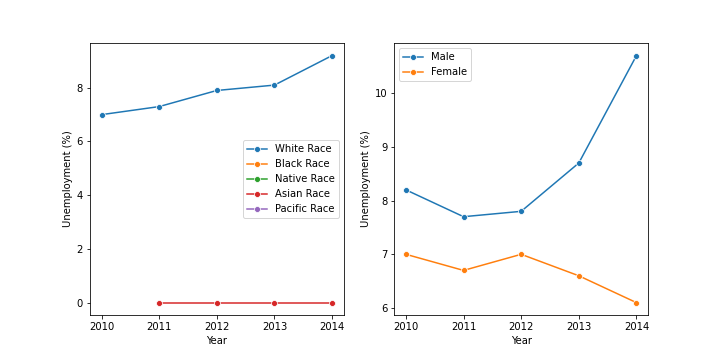 Unemployment (%)
8
6
4
2
0
2010 2011 2012 2013 2014
Year
White Race
Black Race
Native Race
Asian Race
Pacific Race
Unemployment (%)
10
9
8
7
6
2010 2011 2012 2013 2014
Year
Male
Female